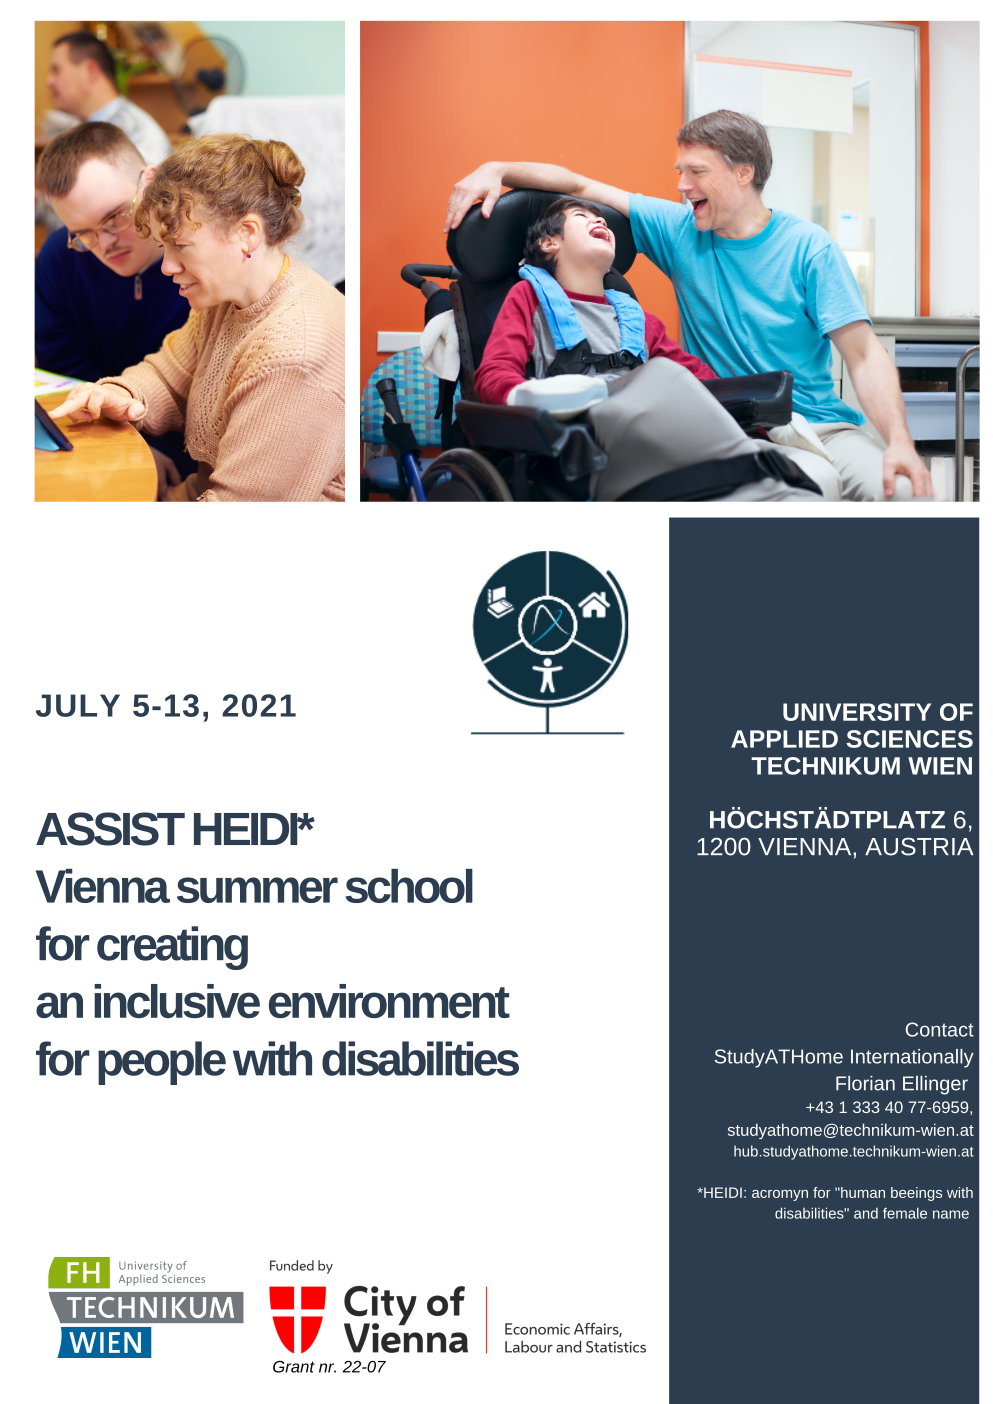 JULY 5-13, 2021
ASSIST HEIDI*
Vienna summer school
for creating
an inclusive environment
for people with disabilities
UNIVERSITY OF
APPLIED SCIENCES
TECHNIKUM WIEN
HÖCHSTÄDTPLATZ 6,
1200 VIENNA, AUSTRIA
Contact
StudyATHome Internationally
Florian Ellinger
+43 1 333 40 77-6959,
studyathome@technikum-wien.at
hub.studyathome.technikum-wien.at
*HEIDI: acromyn for "human beeings with
disabilities" and female name
FH
University of
Applied Sciences
TECHNIKUM
WIEN
Funded by
City of
Vienna
Economic Affairs,
Labour and Statistics
Grant nr. 22-07